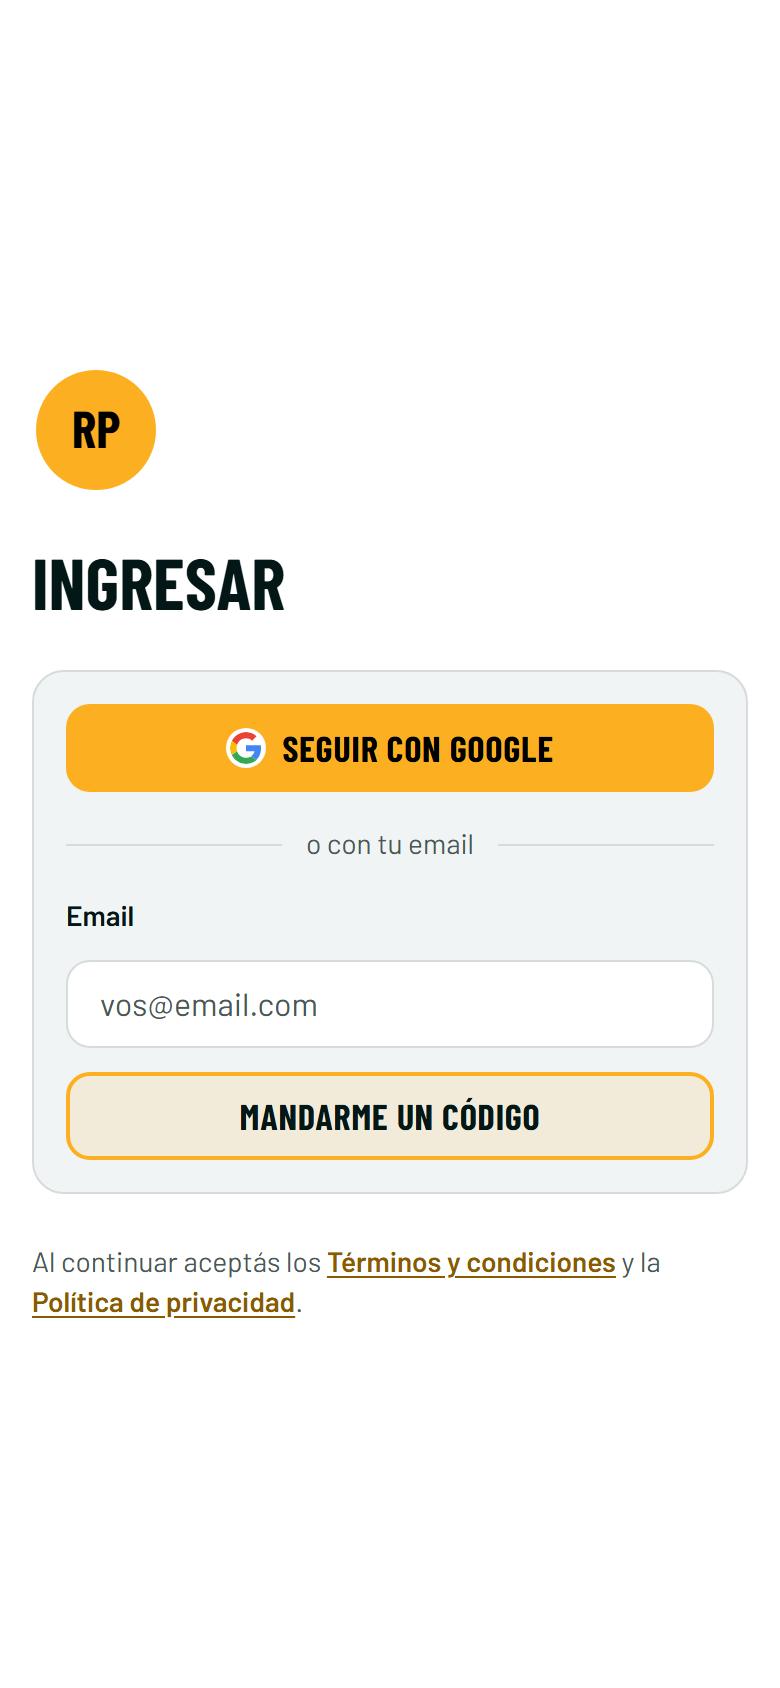 RP
INGRESAR
SEGUIR CON GOOGLE
o con tu email
Email
vos@email.com
MANDARME UN CÓDIGO
Al continuar aceptás los Términos y condiciones y la
Política de privacidad.